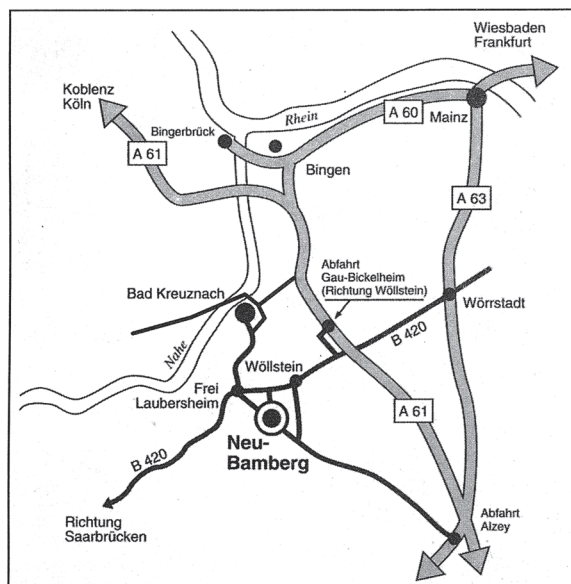 Wiesbaden
Frankfurt
Koblenz
Köln
Rhein
A 60
Mainz
Bingerbrück
A 61
Bingen
A 63
Abfahrt
Gau-Bickelheim
(Richtung Wöllstein)
Bad Kreuznach
Wörrstadt
B 420
Nahe
Wöllstein
Frei
Laubersheim
A 61
Neu-
Bamberg
B 420
Richtung
Saarbrücken
Abfahrt
Alzey